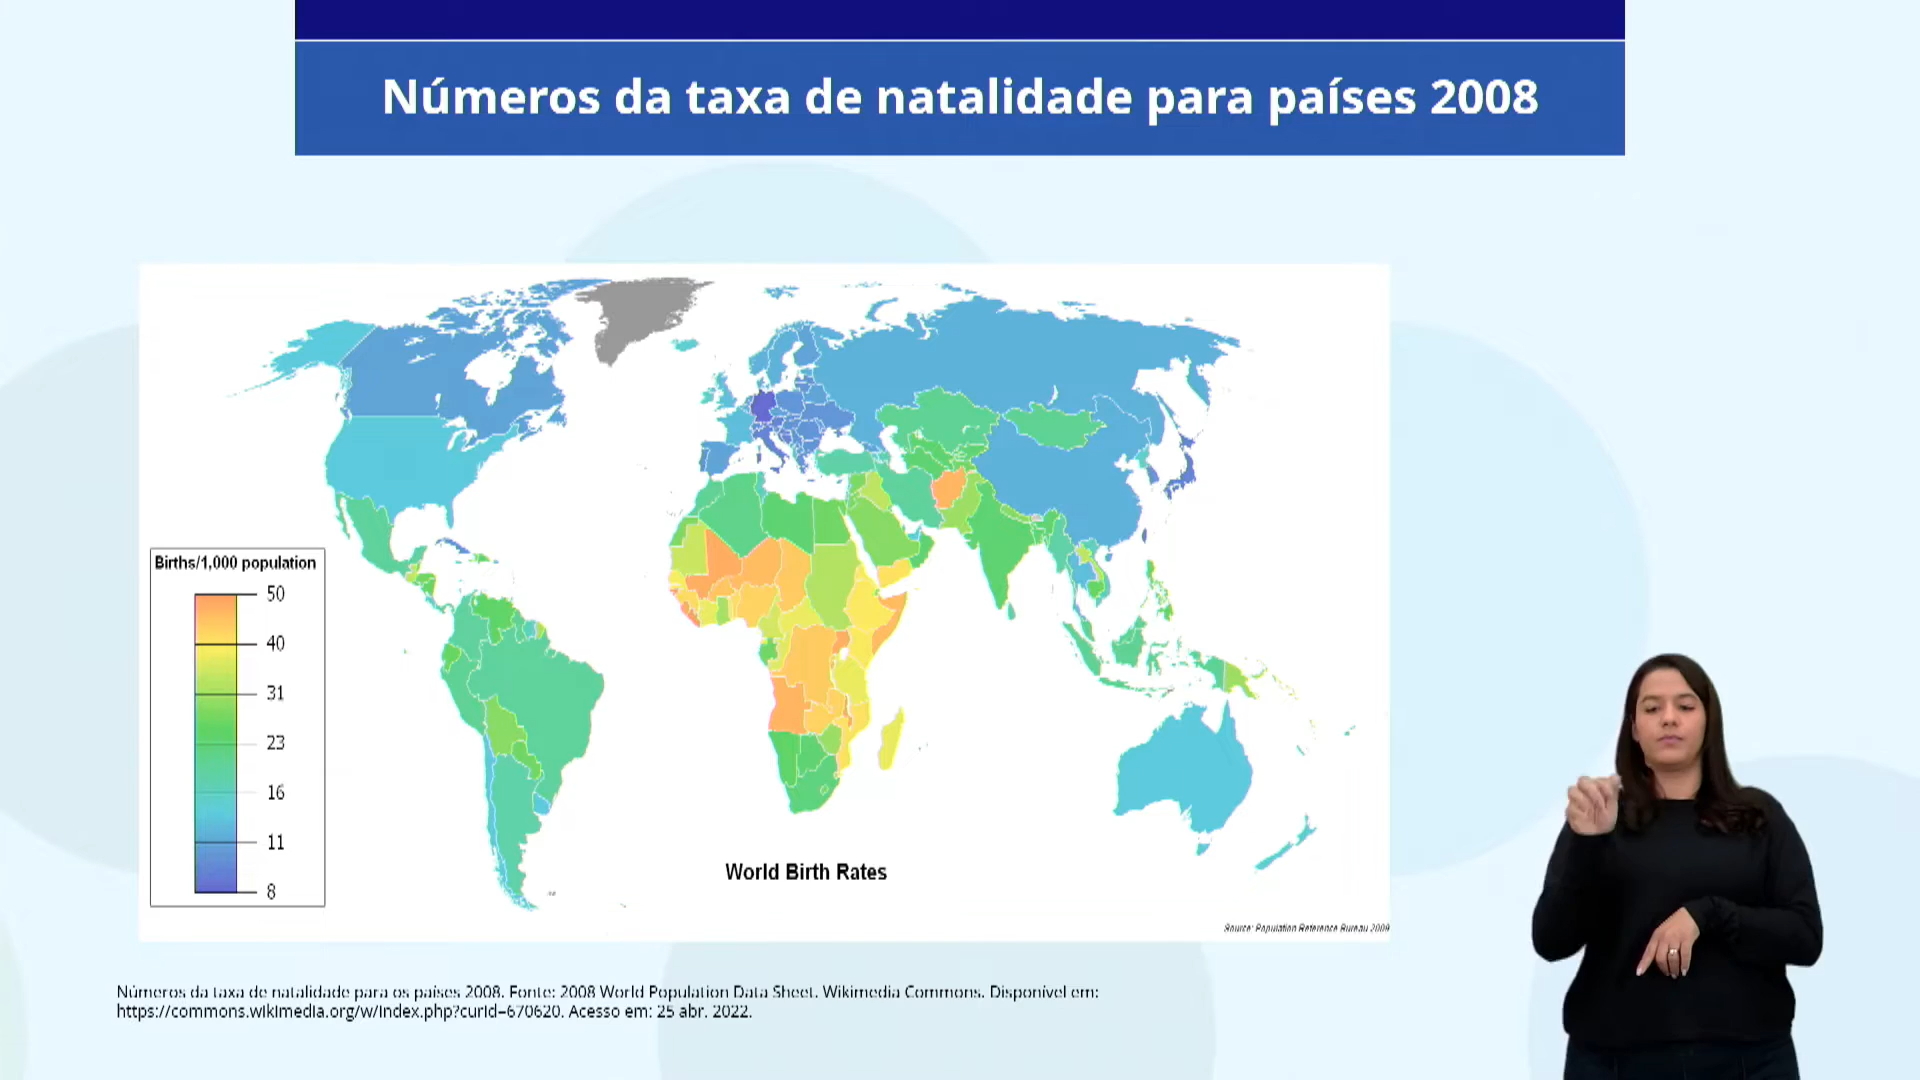 Números da taxa de natalidade para países 2008
Births/1,000 population
50
40
31
23
16
11
8
World Birth Rates
Source: Population Reference Bureau 2009
Números da taxa de natalidade para os países 2008. Fonte: 2008 World Population Data Sheet. Wikimedia Commons. Disponível em:
https://commons.wikimedia.org/w/index.php?curid=670620. Acesso em: 25 abr. 2022.